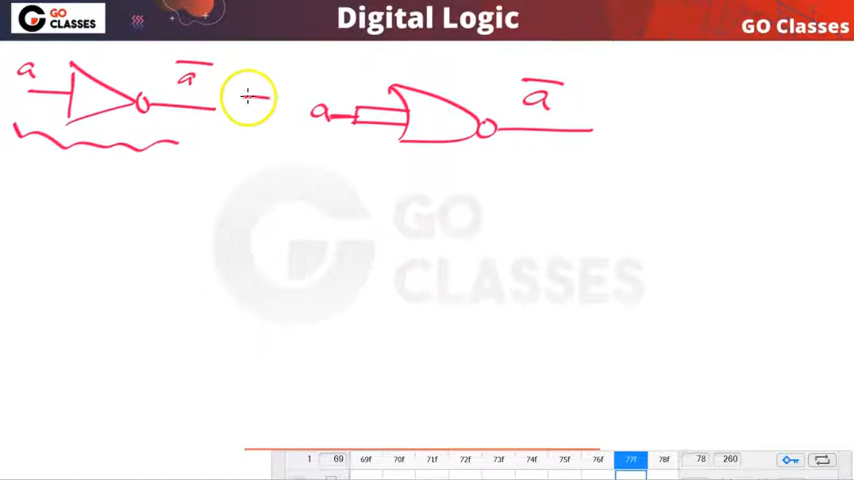 Digital Logic
GO
CLASSES
GO Classes
a
a̅
a
a̅
GO
CLASSES
1 69 69f 70f 71f 72f 73f 74f 75f 76f 77f 78f 78 260